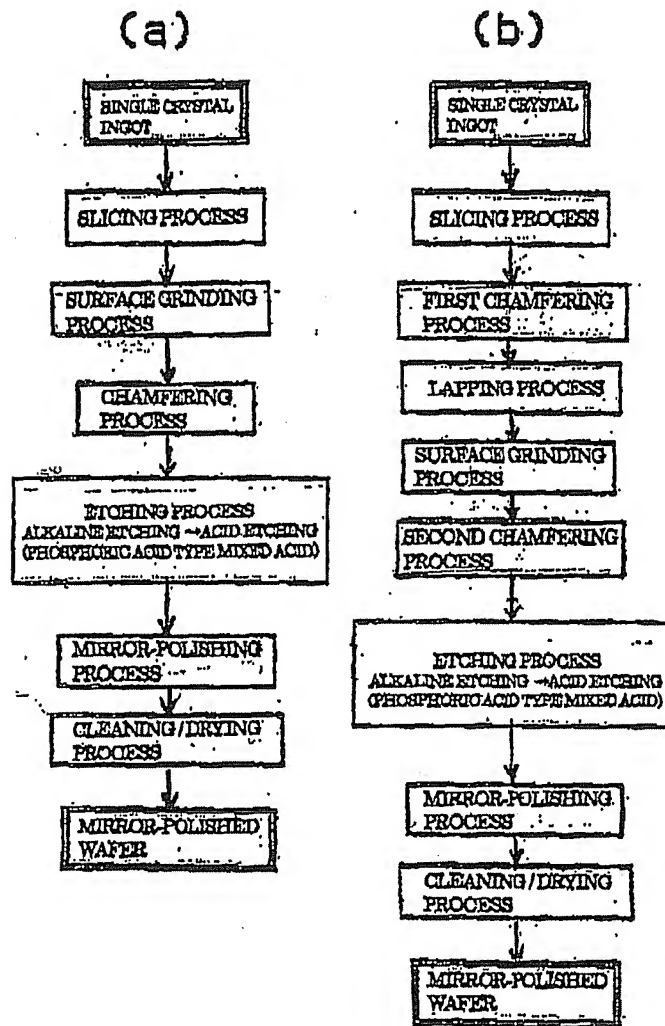 (a)
SINGLE CRYSTAL
INGOT
SLICING PROCESS
SURFACE GRINDING
PROCESS
CHAMFERING
PROCESS
ETCHING PROCESS
ALKALINE ETCHING → ACID ETCHING
(PHOSPHORIC ACID TYPE MIXED ACID)
MIRROR-POLISHING
PROCESS
CLEANING/DRYING
PROCESS
MIRROR-POLISHED
WAFER
(b)
SINGLE CRYSTAL
INGOT
SLICING PROCESS
FIRST CHAMFERING
PROCESS
LAPPING PROCESS
SURFACE GRINDING
PROCESS
SECOND CHAMFERING
PROCESS
ETCHING PROCESS
ALKALINE ETCHING → ACID ETCHING
(PHOSPHORIC ACID TYPE MIXED ACID)
MIRROR-POLISHING
PROCESS
CLEANING/DRYING
PROCESS
MIRROR-POLISHED
WAFER